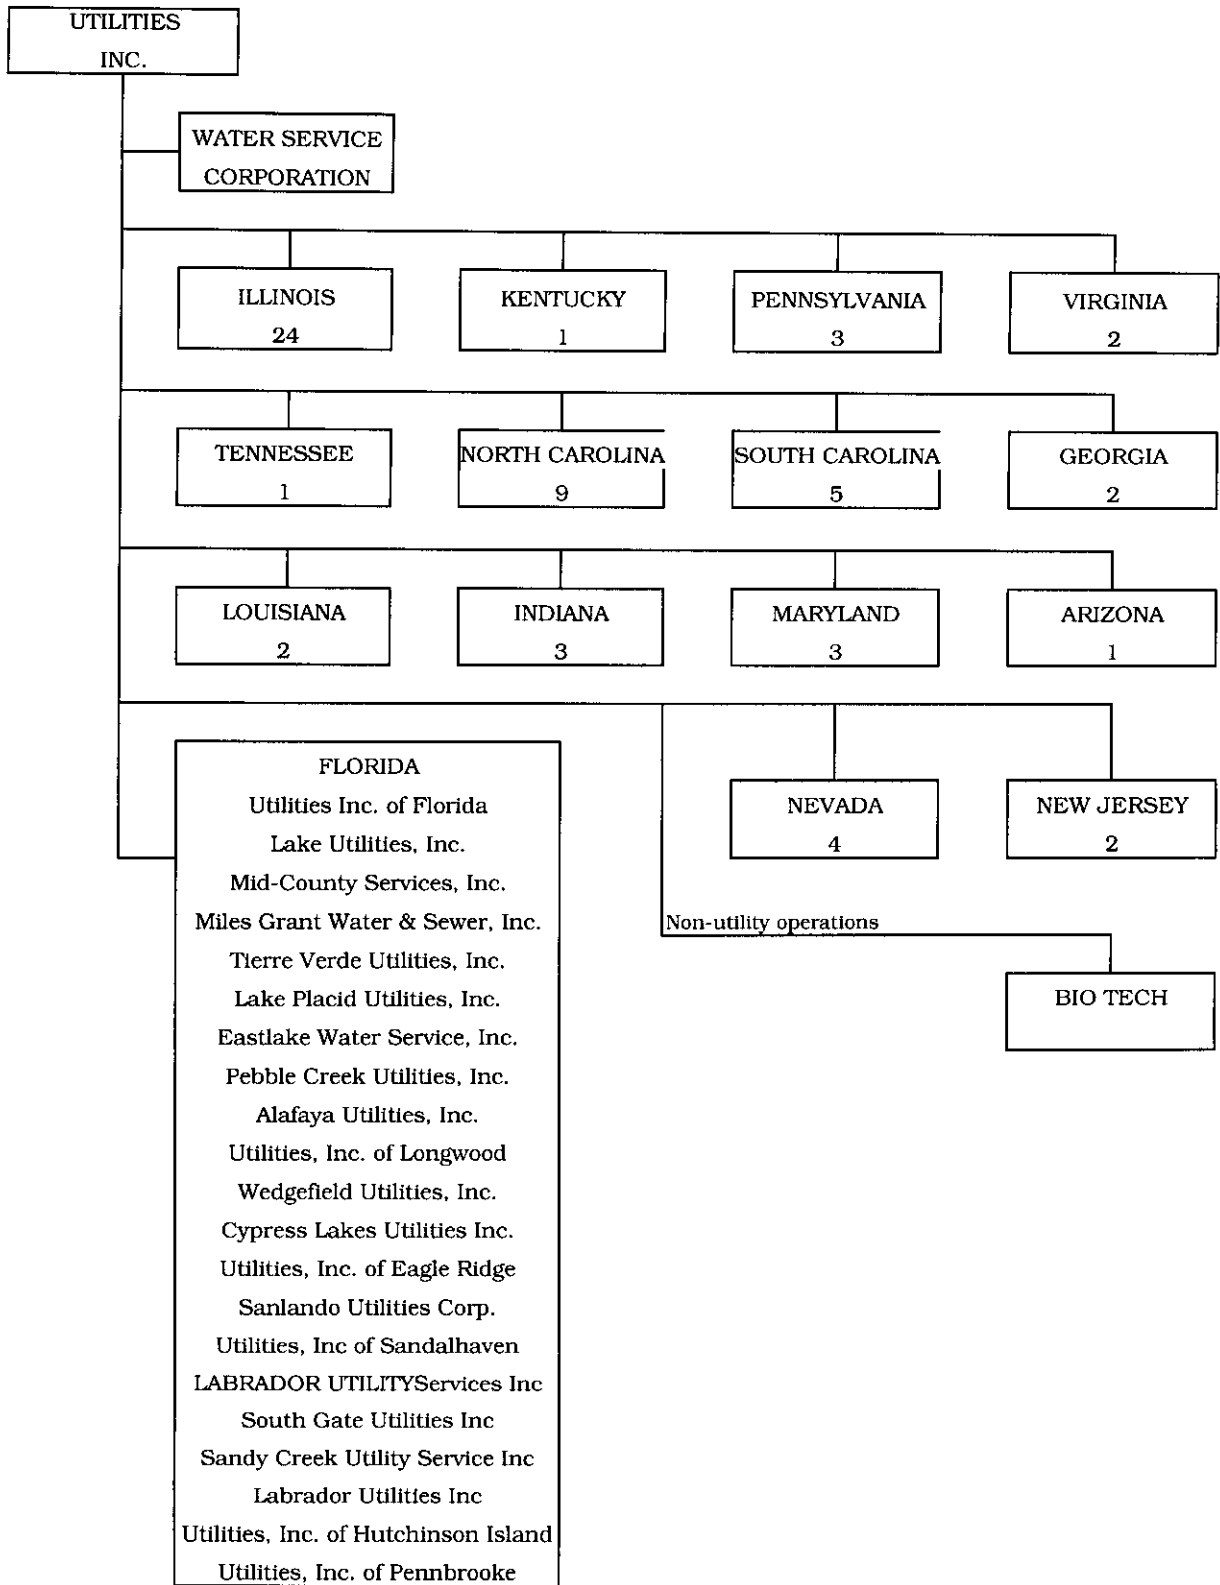 UTILITIES
INC.
WATER SERVICE
CORPORATION
ILLINOIS
24
KENTUCKY
1
PENNSYLVANIA
3
VIRGINIA
2
TENNESSEE
1
NORTH CAROLINA
9
SOUTH CAROLINA
5
GEORGIA
2
LOUISIANA
2
INDIANA
3
MARYLAND
3
ARIZONA
1
FLORIDA
Utilities Inc. of Florida
Lake Utilities, Inc.
Mid-County Services, Inc.
Miles Grant Water & Sewer, Inc.
Tierre Verde Utilities, Inc.
Lake Placid Utilities, Inc.
Eastlake Water Service, Inc.
Pebble Creek Utilities, Inc.
Alafaya Utilities, Inc.
Utilities, Inc. of Longwood
Wedgefield Utilities, Inc.
Cypress Lakes Utilities Inc.
Utilities, Inc. of Eagle Ridge
Sanlando Utilities Corp.
Utilities, Inc of Sandalhaven
LABRADOR UTILITYServices Inc
South Gate Utilities Inc
Sandy Creek Utility Service Inc
Labrador Utilities Inc
Utilities, Inc. of Hutchinson Island
Utilities, Inc. of Pennbrooke
NEVADA
4
NEW JERSEY
2
Non-utility operations
BIO TECH